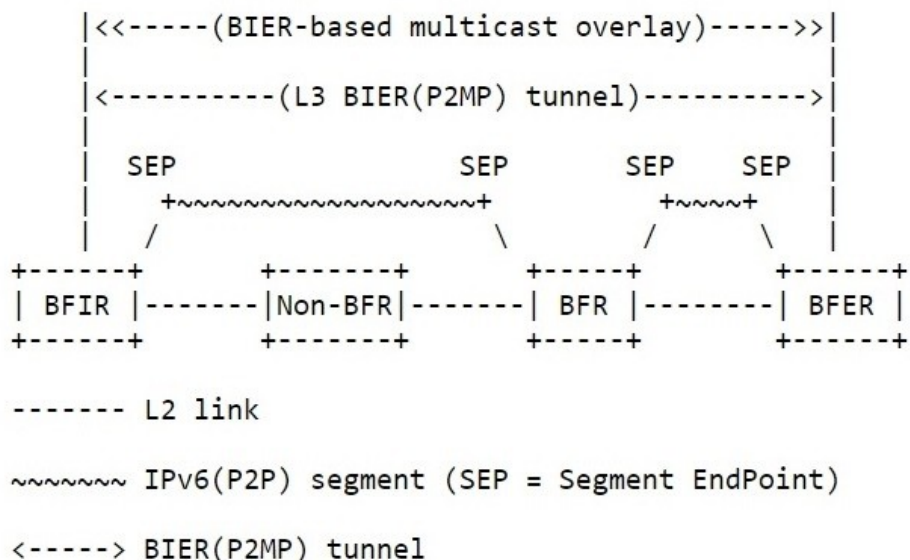 |<<-----(BIER-based multicast overlay)----->>|
|<----------(L3 BIER(P2MP) tunnel)---------->|
SEP SEP SEP SEP
+~~~~~~~~~~~~~~~~~~+ +~~~~+
| BFIR |-------|Non-BFR|-------| BFR |--------| BFER |
------- L2 link
~~~~~~~ IPv6(P2P) segment (SEP = Segment EndPoint)
<-----> BIER(P2MP) tunnel